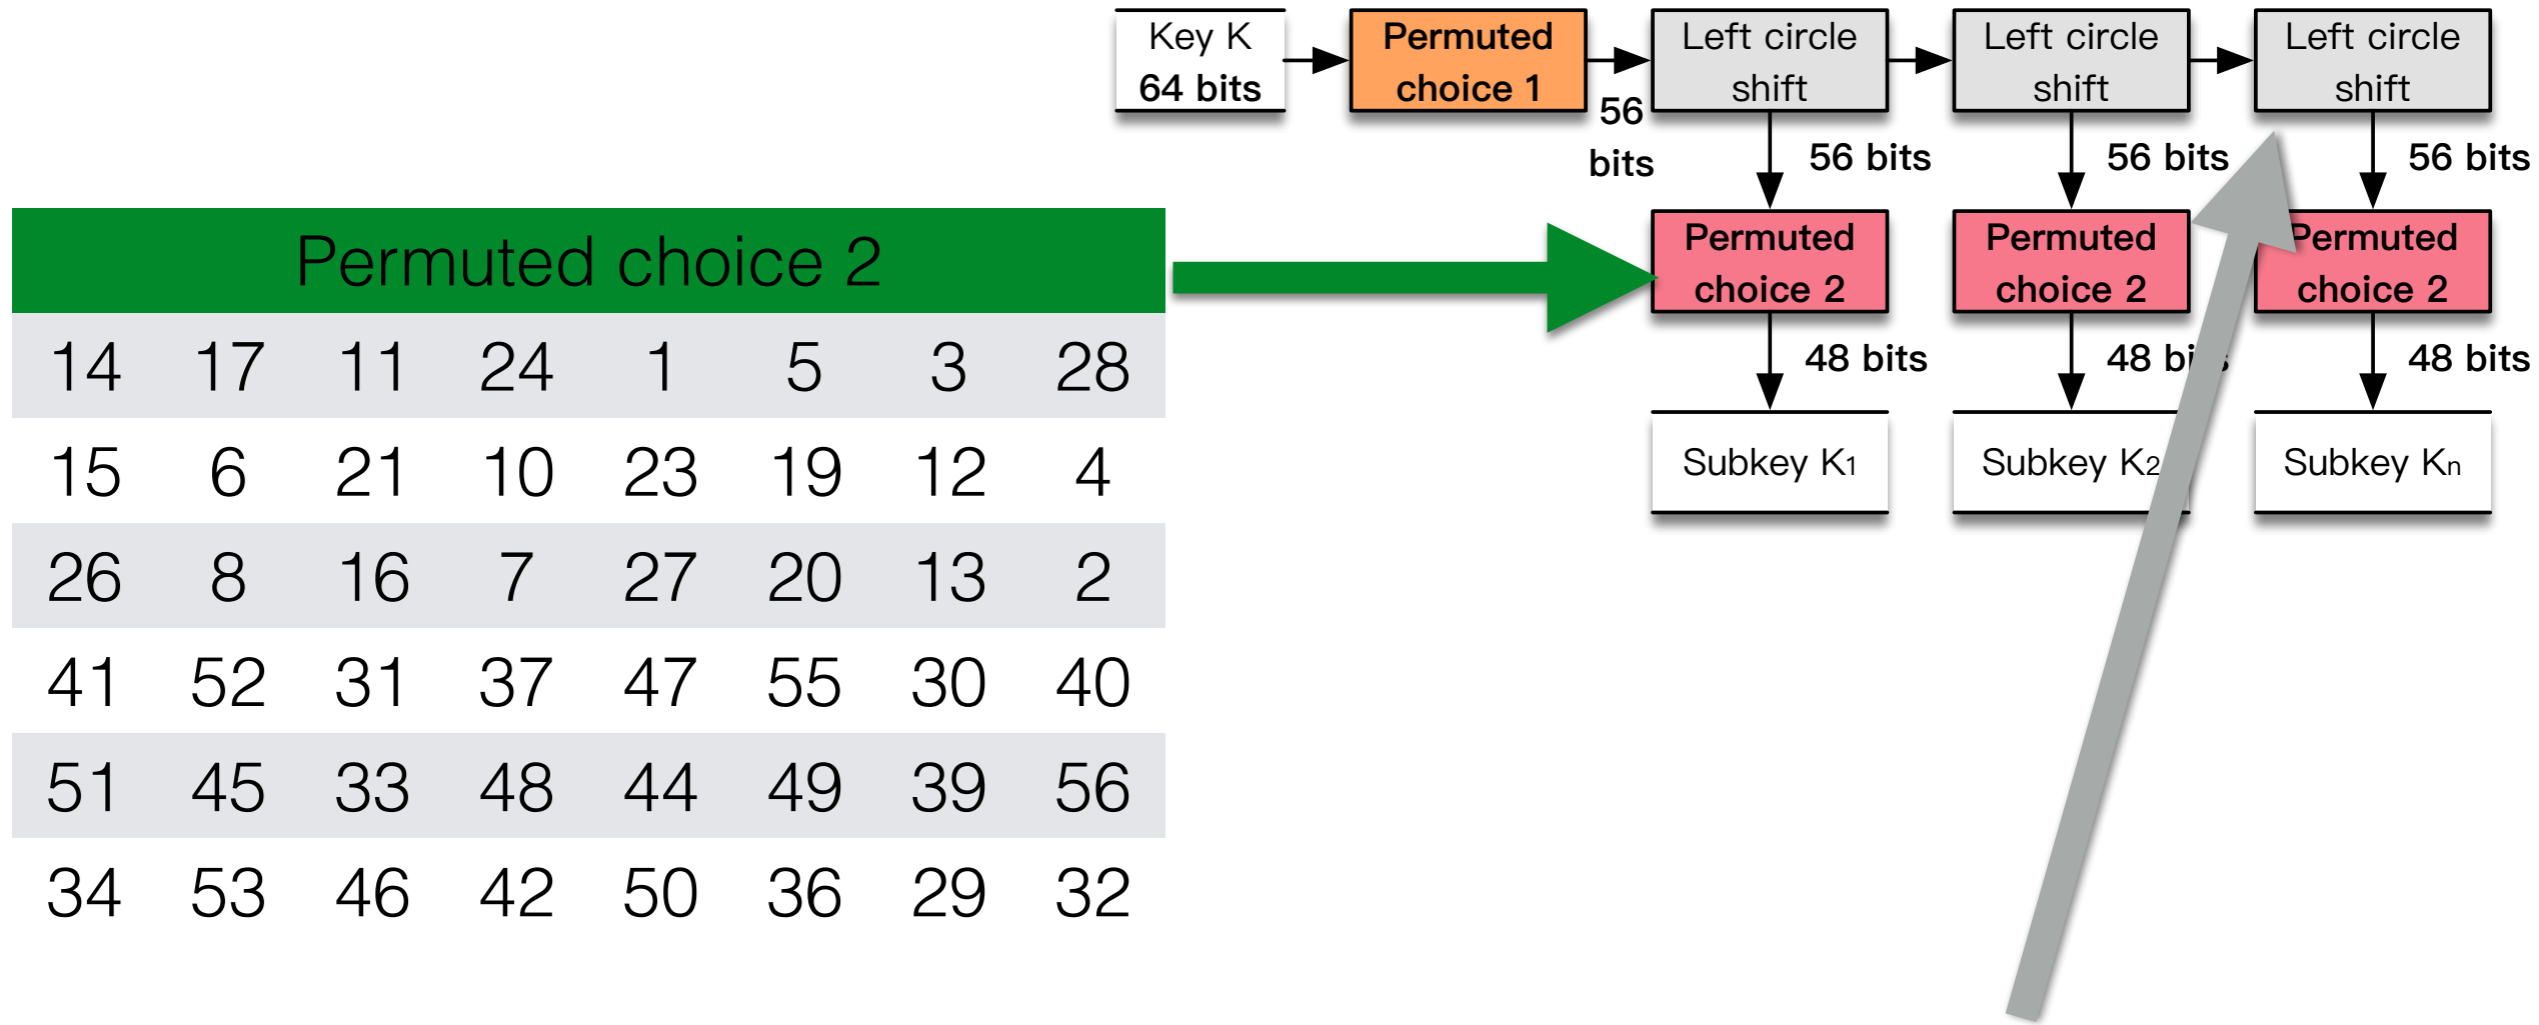 Key K
64 bits
Permuted
choice 1
Left circle
shift
Left circle
shift
Left circle
shift
56
bits
56 bits
56 bits
56 bits
Permuted
choice 2
Permuted
choice 2
Permuted
choice 2
48 bits
48 bits
48 bits
Subkey K1
Subkey K2
Subkey Kn
Permuted choice 2
14 17 11 24 1 5 3 28
15 6 21 10 23 19 12 4
26 8 16 7 27 20 13 2
41 52 31 37 47 55 30 40
51 45 33 48 44 49 39 56
34 53 46 42 50 36 29 32